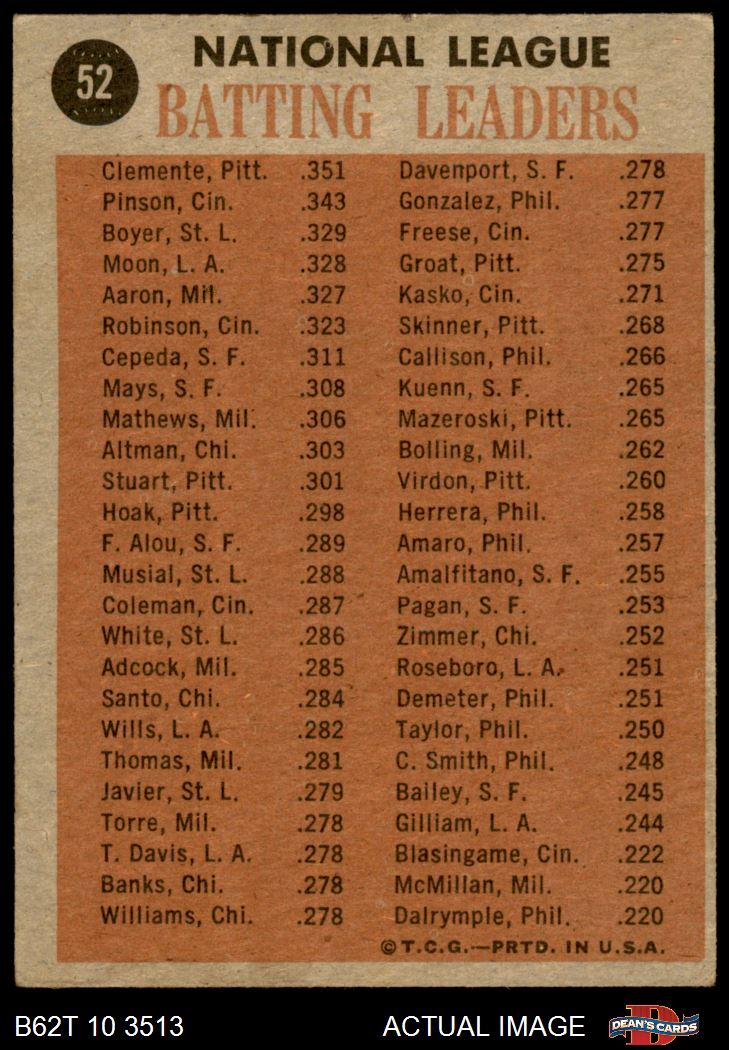 52
NATIONAL LEAGUE
BATTING LEADERS
Clemente, Pitt. .351
Pinson, Cin. .343
Boyer, St. L. .329
Moon, L. A. .328
Aaron, Mil. .327
Robinson, Cin. .323
Cepeda, S. F. .311
Mays, S. F. .308
Mathews, Mil. .306
Altman, Chi. .303
Stuart, Pitt. .301
Hoak, Pitt. .298
F. Alou, S. F. .289
Musial, St. L. .288
Coleman, Cin. .287
White, St. L. .286
Adcock, Mil. .285
Santo, Chi. .284
Wills, L. A. .282
Thomas, Mil. .281
Javier, St. L. .279
Torre, Mil. .278
T. Davis, L. A. .278
Banks, Chi. .278
Williams, Chi. .278
Davenport, S. F. .278
Gonzalez, Phil. .277
Freese, Cin. .277
Groat, Pitt. .275
Kasko, Cin. .271
Skinner, Pitt. .268
Callison, Phil. .266
Kuenn, S. F. .265
Mazeroski, Pitt. .265
Bolling, Mil. .262
Virdon, Pitt. .260
Herrera, Phil. .258
Amaro, Phil. .257
Amalfitano, S. F. .255
Pagan, S. F. .253
Zimmer, Chi. .252
Roseboro, L. A. .251
Demeter, Phil. .251
Taylor, Phil. .250
C. Smith, Phil. .248
Bailey, S. F. .245
Gilliam, L. A. .244
Blasingame, Cin. .222
McMillan, Mil. .220
Dalrymple, Phil. .220
©T.C.G.—PRTD. IN U.S.A.
B62T 10 3513
ACTUAL IMAGE
D
DEAN'S CARDS